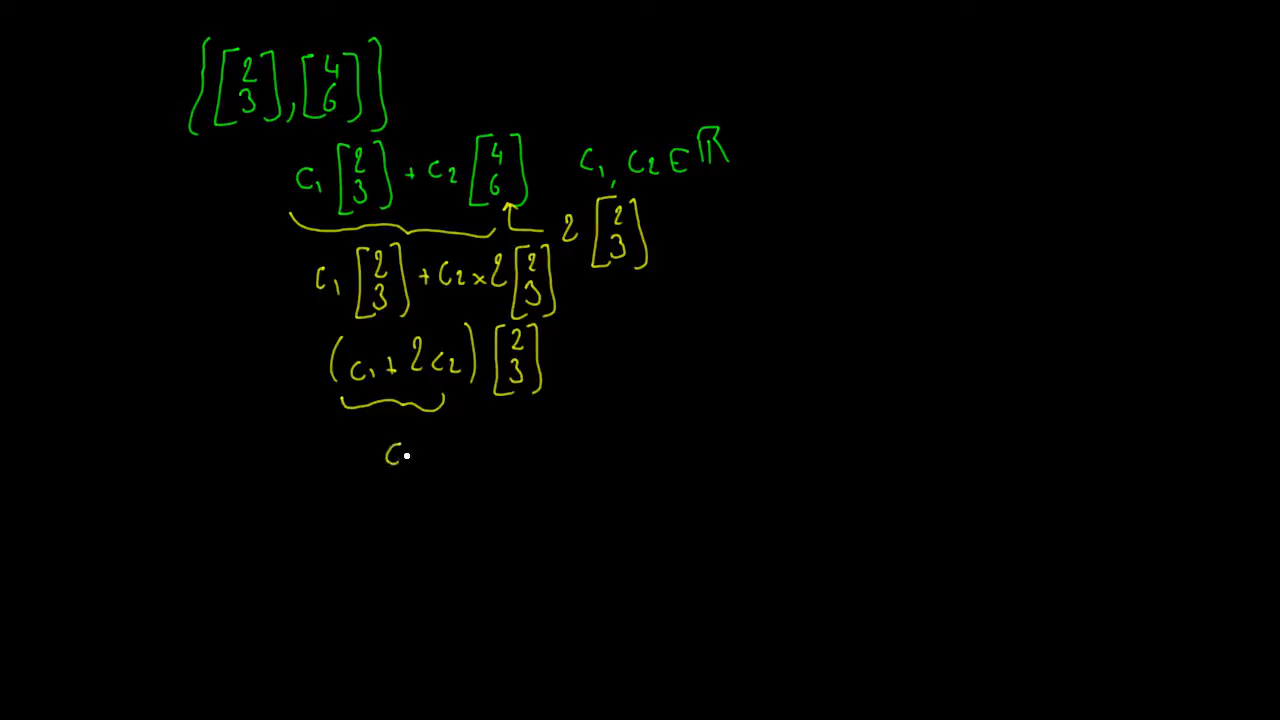 {[2 3], [4 6]}
c₁ [2 3] + c₂ [4 6]   c₁, c₂ ∈ ℝ
2 [2 3]
c₁ [2 3] + c₂ × 2 [2 3]
(c₁ + 2c₂) [2 3]
c